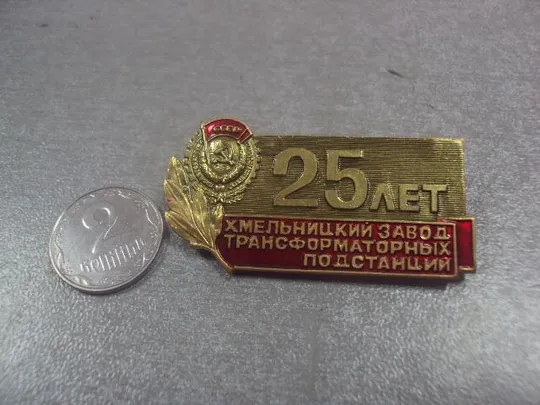 СССР
25 ЛЕТ
ХМЕЛЬНИЦКИЙ ЗАВОД
ТРАНСФОРМАТОРНЫХ
ПОДСТАНЦИЙ
2
КОПІЙКИ